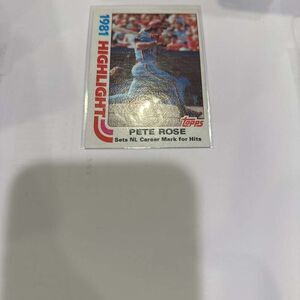 1981 HIGHLIGHT
PETE ROSE
Sets NL Career Mark for Hits
topps